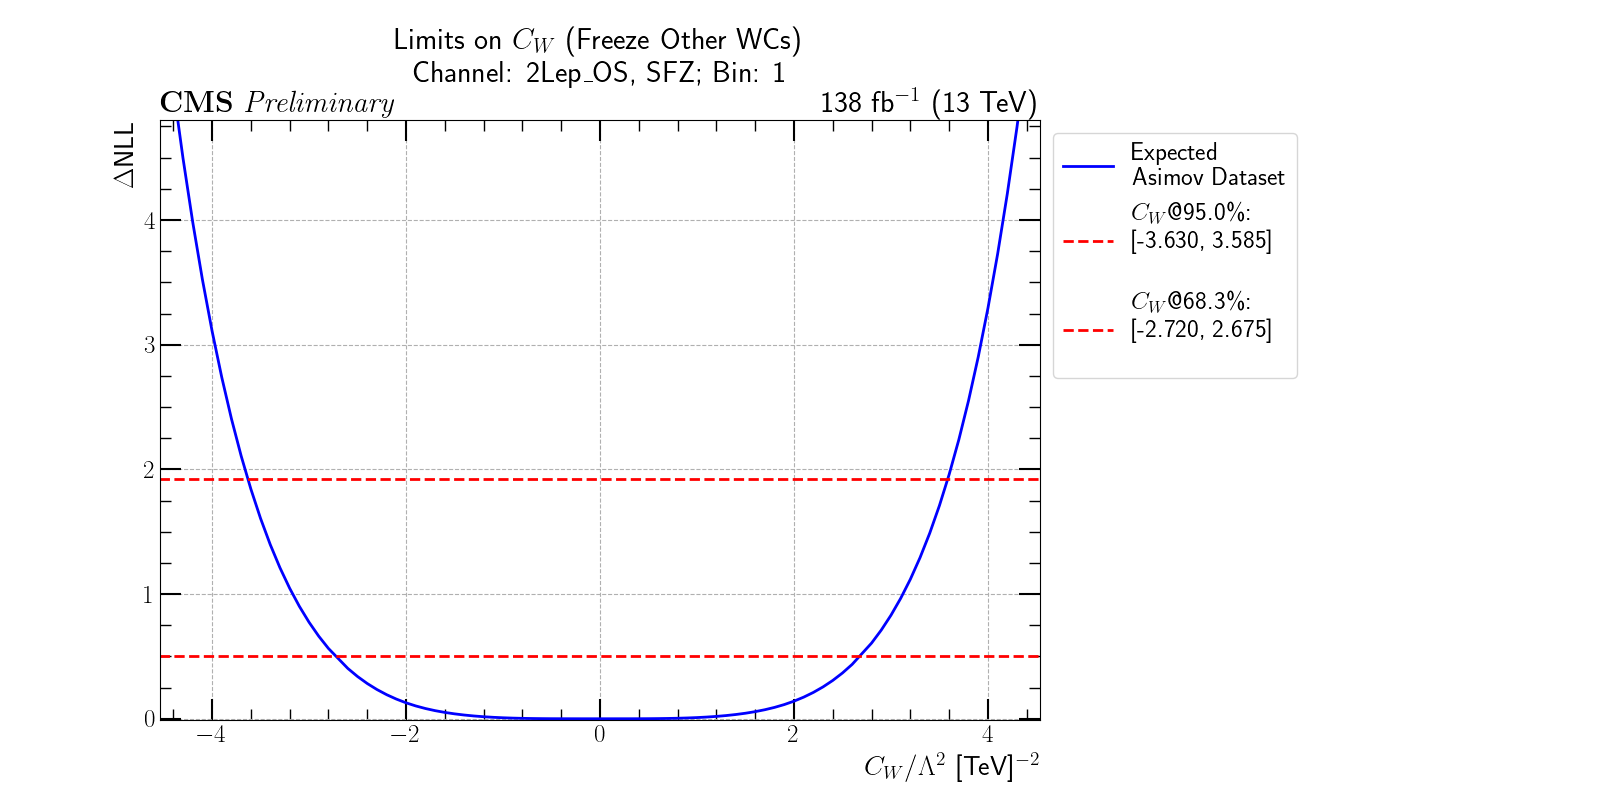 Limits on C_W (Freeze Other WCs)
Channel: 2Lep_OS, SFZ; Bin: 1
CMS Preliminary
138 fb⁻¹ (13 TeV)
ΔNLL
4
3
2
1
0
−4
−2
0
2
4
C_W/Λ² [TeV]⁻²
Expected
Asimov Dataset
C_W@95.0%:
[-3.630, 3.585]
C_W@68.3%:
[-2.720, 2.675]